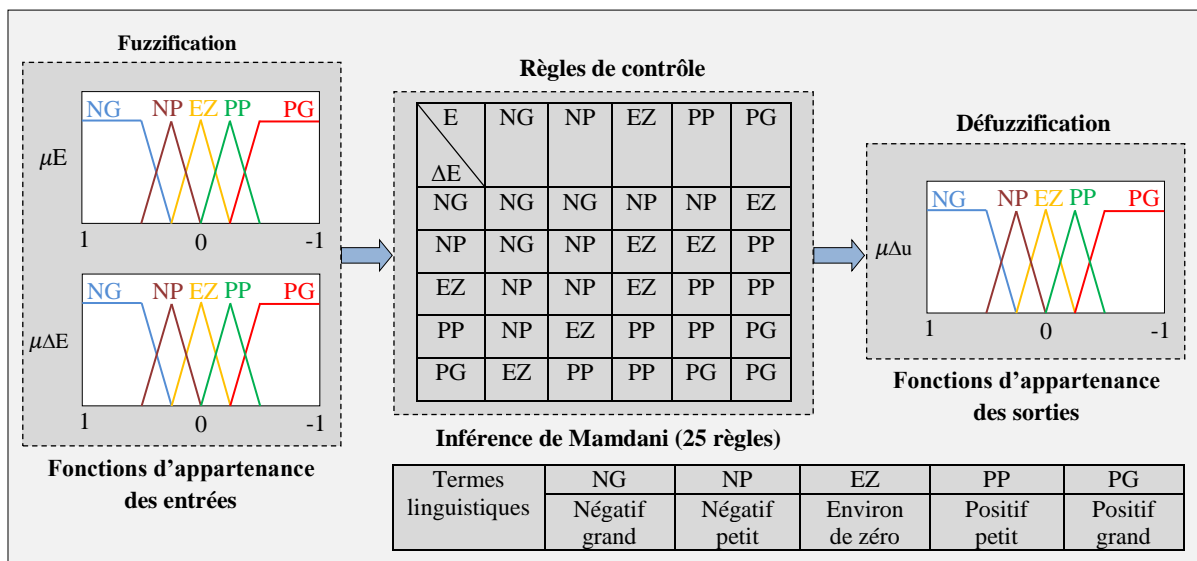 Fuzzification
NG NP EZ PP PG
μE
1 0 -1
NG NP EZ PP PG
μΔE
1 0 -1
Fonctions d'appartenance
des entrées
Règles de contrôle
E NG NP EZ PP PG
ΔE
NG NG NG NP NP EZ
NP NG NP EZ EZ PP
EZ NP NP EZ PP PP
PP NP EZ PP PP PG
PG EZ PP PP PG PG
Inférence de Mamdani (25 règles)
Défuzzification
NG NP EZ PP PG
μΔu
1 0 -1
Fonctions d'appartenance
des sorties
Termes NG NP EZ PP PG
linguistiques Négatif Négatif Environ Positif Positif
grand petit de zéro petit grand